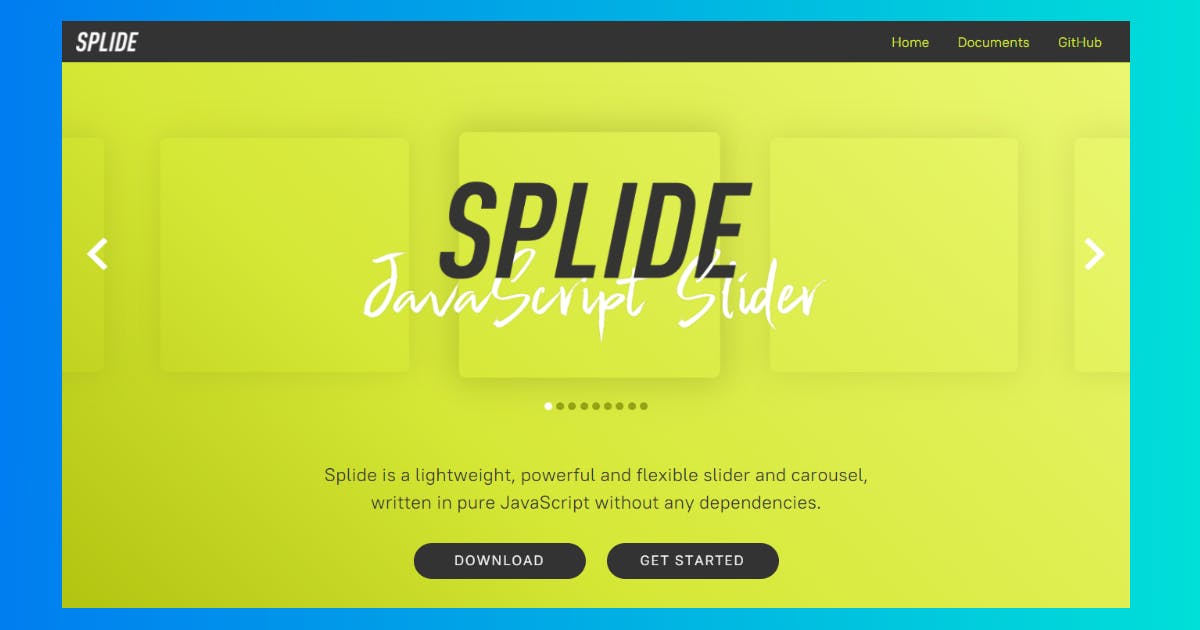 SPLIDE
Home Documents GitHub
SPLIDE
JavaScript Slider
Splide is a lightweight, powerful and flexible slider and carousel,
written in pure JavaScript without any dependencies.
DOWNLOAD GET STARTED